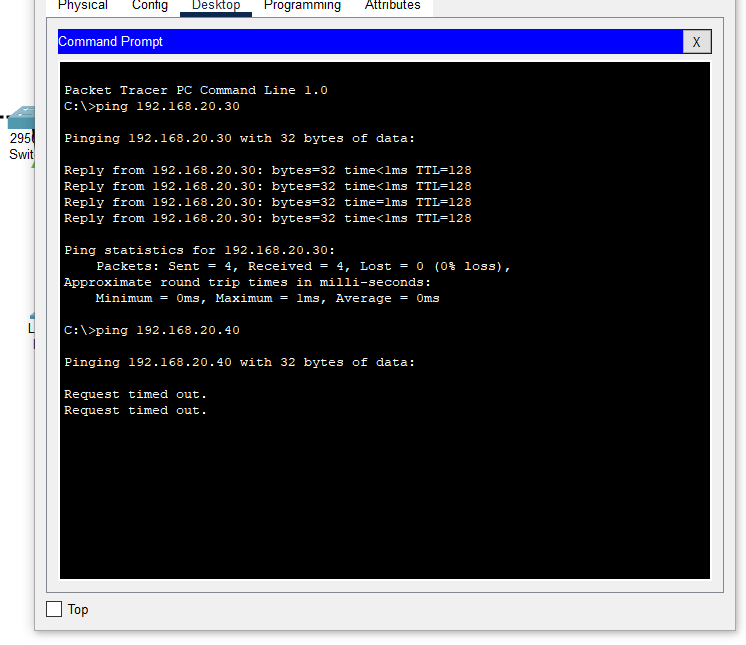 Physical Config Desktop Programming Attributes
Command Prompt X
Packet Tracer PC Command Line 1.0
C:\>ping 192.168.20.30
Pinging 192.168.20.30 with 32 bytes of data:
Reply from 192.168.20.30: bytes=32 time<1ms TTL=128
Reply from 192.168.20.30: bytes=32 time<1ms TTL=128
Reply from 192.168.20.30: bytes=32 time=1ms TTL=128
Reply from 192.168.20.30: bytes=32 time<1ms TTL=128
Ping statistics for 192.168.20.30:
Packets: Sent = 4, Received = 4, Lost = 0 (0% loss),
Approximate round trip times in milli-seconds:
Minimum = 0ms, Maximum = 1ms, Average = 0ms
C:\>ping 192.168.20.40
Pinging 192.168.20.40 with 32 bytes of data:
Request timed out.
Request timed out.
Top